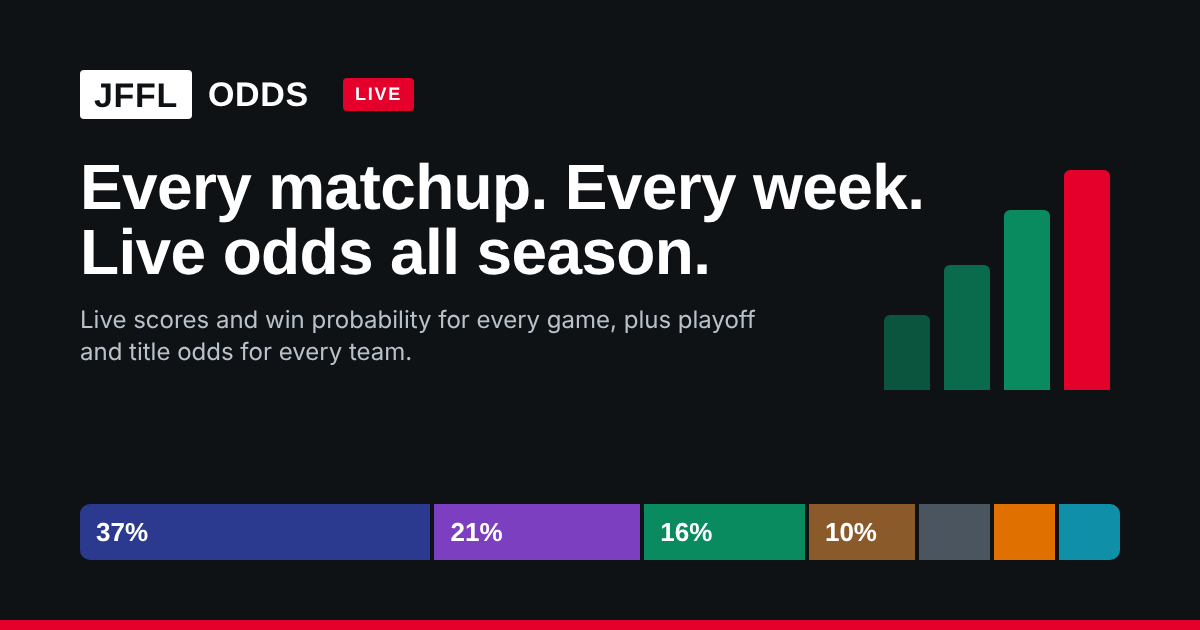 JFFL ODDS LIVE
Every matchup. Every week.
Live odds all season.
Live scores and win probability for every game, plus playoff
and title odds for every team.
37% 21% 16% 10%